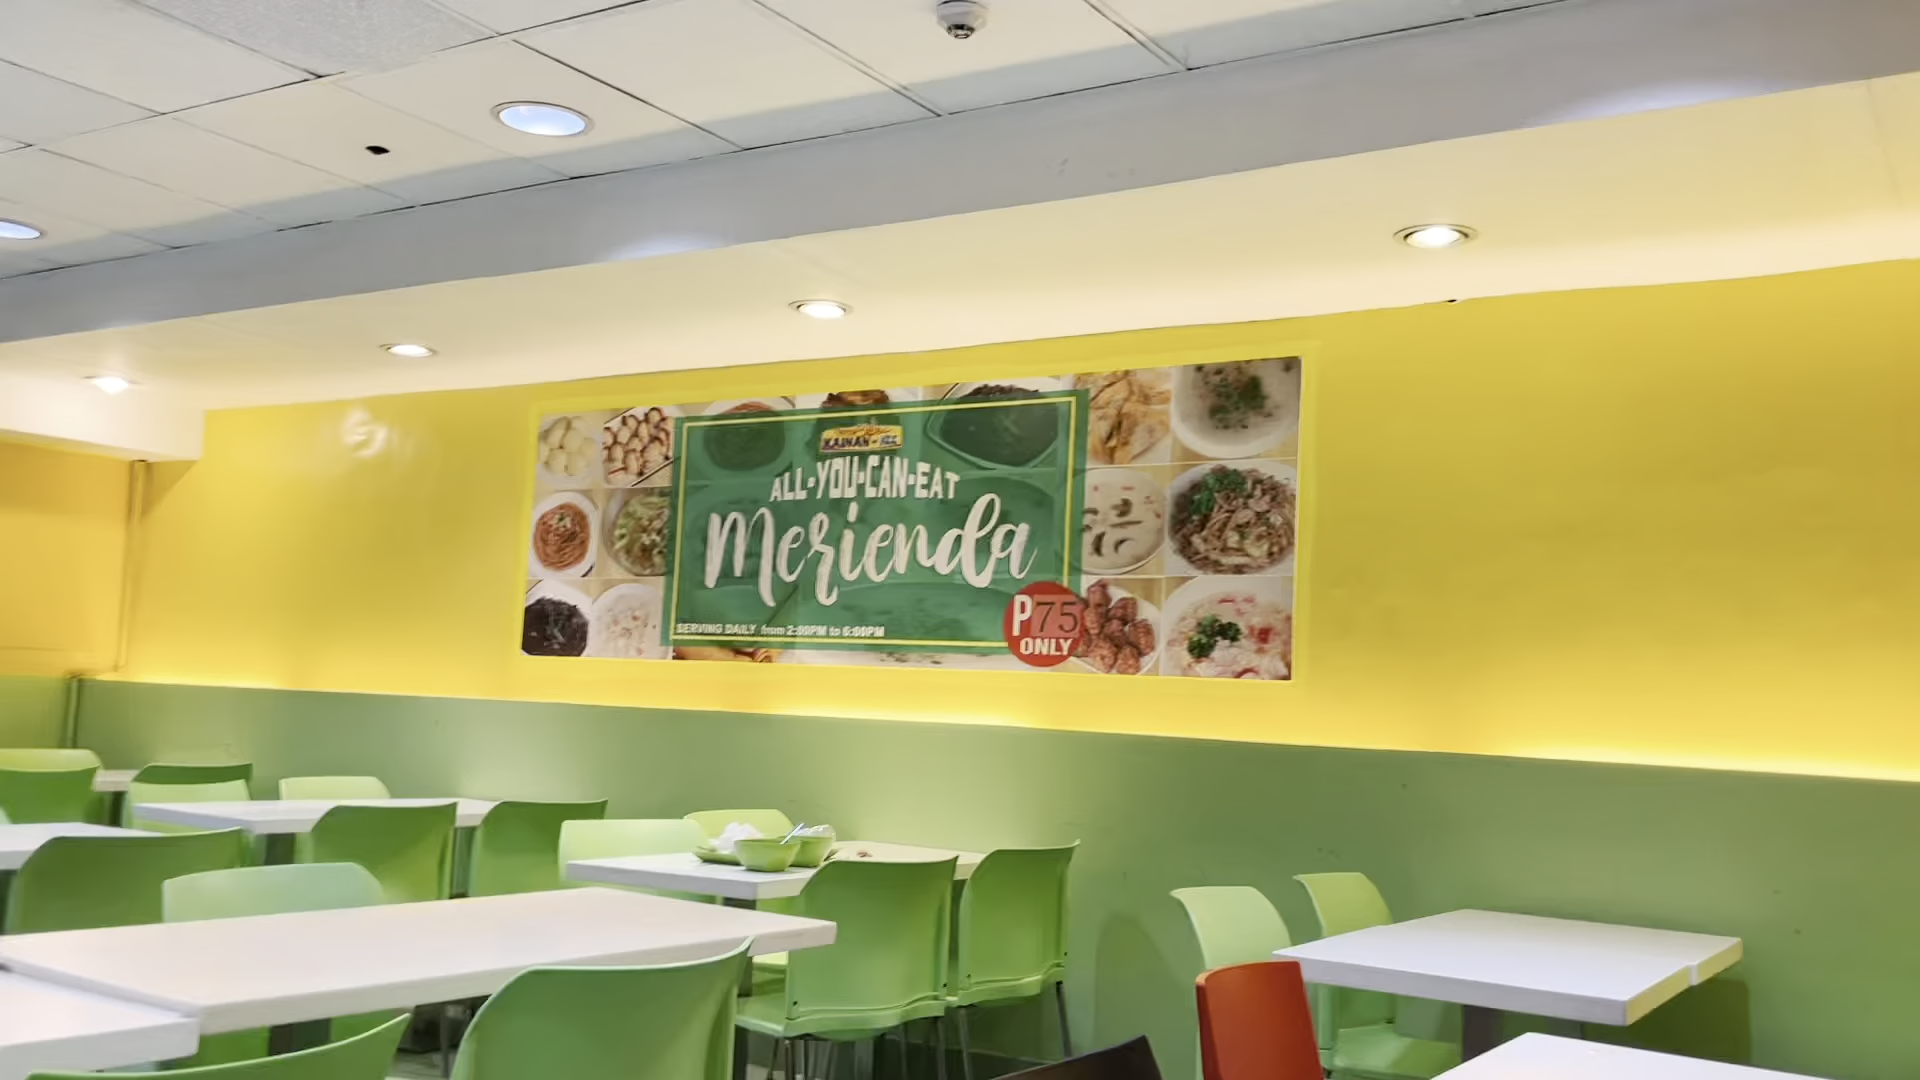 KAINAN
ALL-YOU-CAN-EAT
Merienda
P75
ONLY
SERVING DAILY from 2:00PM to 6:00PM